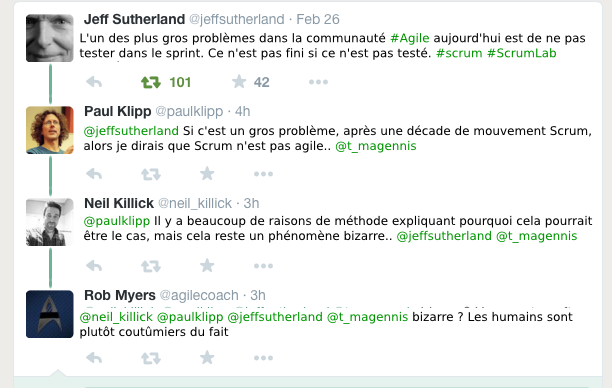 Jeff Sutherland @jeffsutherland · Feb 26
L'un des plus gros problèmes dans la communauté #Agile aujourd'hui est de ne pas
tester dans le sprint. Ce n'est pas fini si ce n'est pas testé. #scrum #ScrumLab
101 42
Paul Klipp @paulklipp · 4h
@jeffsutherland Si c'est un gros problème, après une décade de mouvement Scrum,
alors je dirais que Scrum n'est pas agile.. @t_magennis
Neil Killick @neil_killick · 3h
@paulklipp Il y a beaucoup de raisons de méthode expliquant pourquoi cela pourrait
être le cas, mais cela reste un phénomène bizarre.. @jeffsutherland @t_magennis
Rob Myers @agilecoach · 3h
@neil_killick @paulklipp @jeffsutherland @t_magennis bizarre ? Les humains sont
plutôt coutûmiers du fait